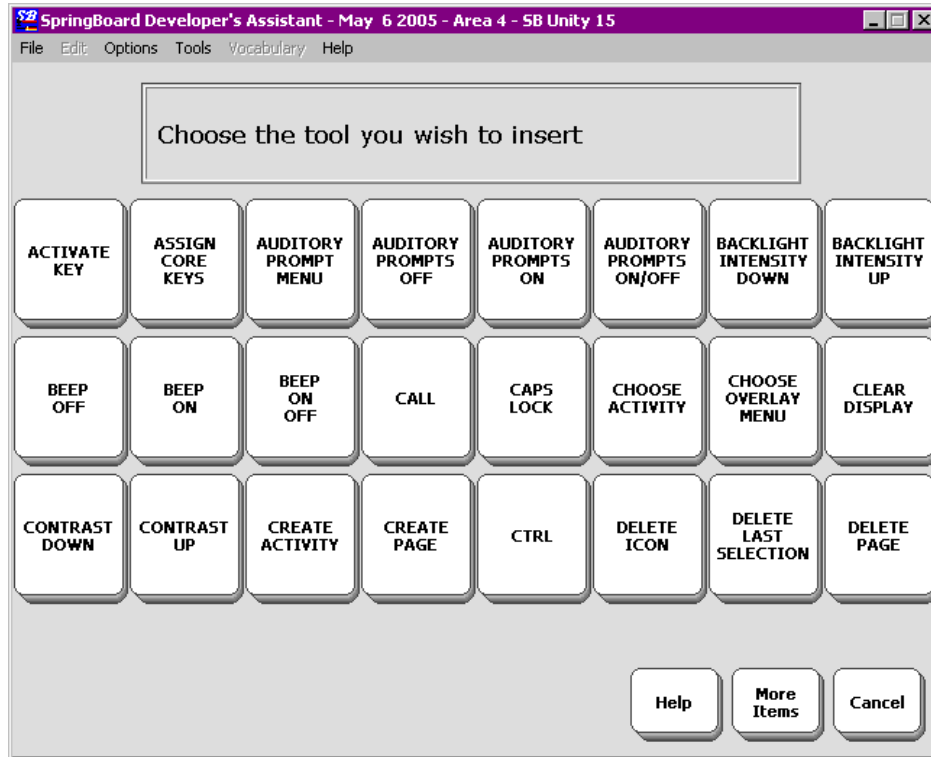 SB SpringBoard Developer's Assistant - May 6 2005 - Area 4 - SB Unity 15
File Edit Options Tools Vocabulary Help
Choose the tool you wish to insert
ACTIVATE
KEY
ASSIGN
CORE
KEYS
AUDITORY
PROMPT
MENU
AUDITORY
PROMPTS
OFF
AUDITORY
PROMPTS
ON
AUDITORY
PROMPTS
ON/OFF
BACKLIGHT
INTENSITY
DOWN
BACKLIGHT
INTENSITY
UP
BEEP
OFF
BEEP
ON
BEEP
ON
OFF
CALL
CAPS
LOCK
CHOOSE
ACTIVITY
CHOOSE
OVERLAY
MENU
CLEAR
DISPLAY
CONTRAST
DOWN
CONTRAST
UP
CREATE
ACTIVITY
CREATE
PAGE
CTRL
DELETE
ICON
DELETE
LAST
SELECTION
DELETE
PAGE
Help
More
Items
Cancel